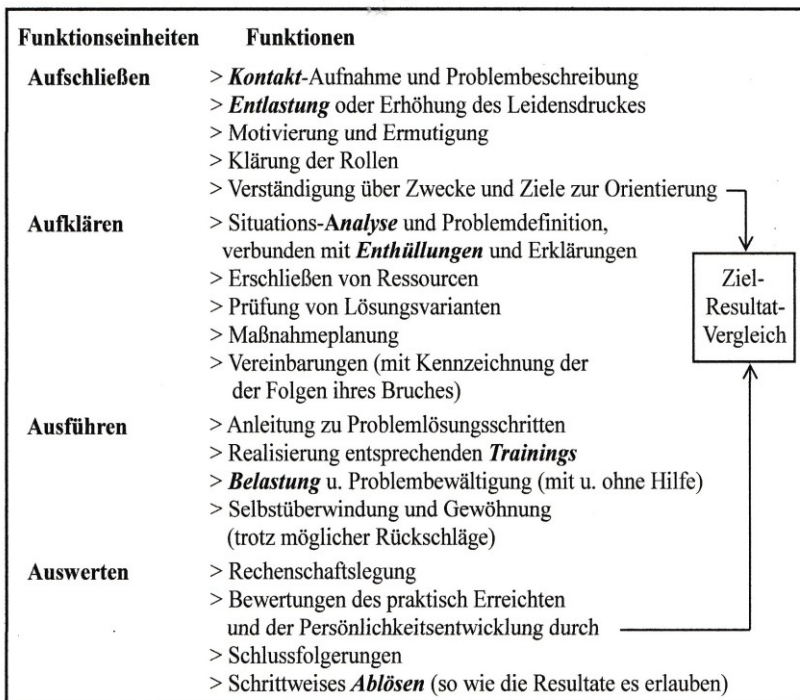 Funktionseinheiten Funktionen
Aufschließen > Kontakt-Aufnahme und Problembeschreibung
> Entlastung oder Erhöhung des Leidensdruckes
> Motivierung und Ermutigung
> Klärung der Rollen
> Verständigung über Zwecke und Ziele zur Orientierung
Aufklären > Situations-Analyse und Problemdefinition,
verbunden mit Enthüllungen und Erklärungen
> Erschließen von Ressourcen
> Prüfung von Lösungsvarianten
> Maßnahmeplanung
> Vereinbarungen (mit Kennzeichnung der
der Folgen ihres Bruches)
Ziel-
Resultat-
Vergleich
Ausführen > Anleitung zu Problemlösungsschritten
> Realisierung entsprechenden Trainings
> Belastung u. Problembewältigung (mit u. ohne Hilfe)
> Selbstüberwindung und Gewöhnung
(trotz möglicher Rückschläge)
Auswerten > Rechenschaftslegung
> Bewertungen des praktisch Erreichten
und der Persönlichkeitsentwicklung durch
> Schlussfolgerungen
> Schrittweises Ablösen (so wie die Resultate es erlauben)